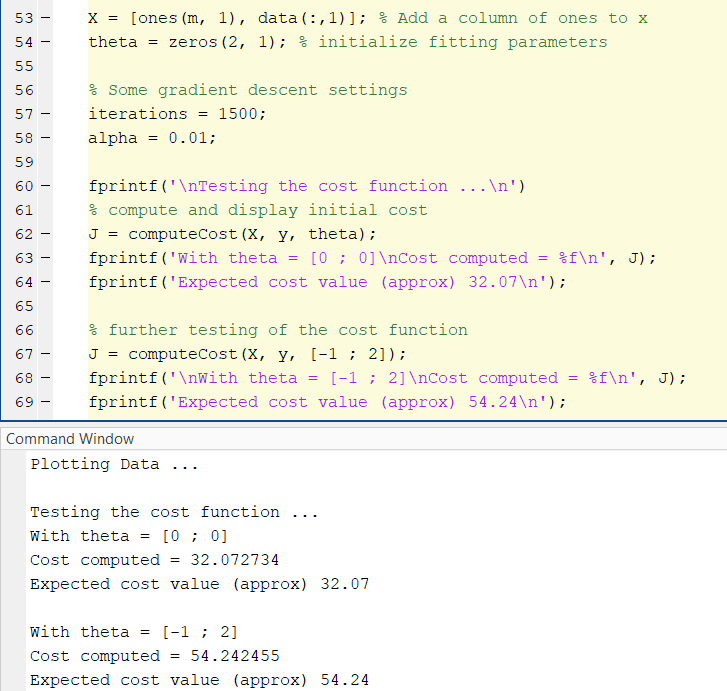 53 – X = [ones(m, 1), data(:,1)]; % Add a column of ones to x
54 – theta = zeros(2, 1); % initialize fitting parameters
55
56 % Some gradient descent settings
57 – iterations = 1500;
58 – alpha = 0.01;
59
60 – fprintf('\nTesting the cost function ...\n')
61 % compute and display initial cost
62 – J = computeCost(X, y, theta);
63 – fprintf('With theta = [0 ; 0]\nCost computed = %f\n', J);
64 – fprintf('Expected cost value (approx) 32.07\n');
65
66 % further testing of the cost function
67 – J = computeCost(X, y, [-1 ; 2]);
68 – fprintf('\nWith theta = [-1 ; 2]\nCost computed = %f\n', J);
69 – fprintf('Expected cost value (approx) 54.24\n');
Command Window
Plotting Data ...
Testing the cost function ...
With theta = [0 ; 0]
Cost computed = 32.072734
Expected cost value (approx) 32.07
With theta = [-1 ; 2]
Cost computed = 54.242455
Expected cost value (approx) 54.24